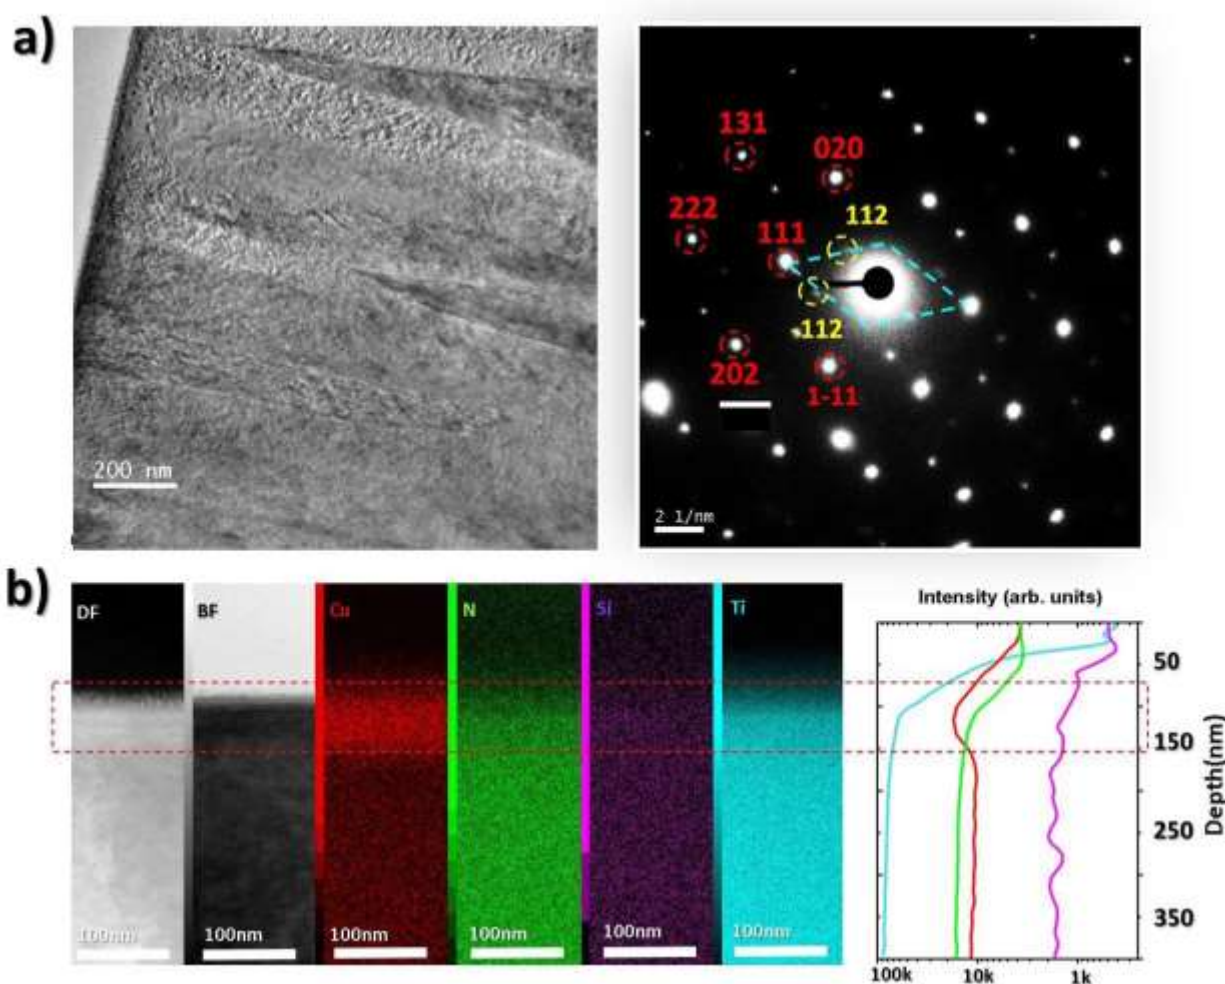 a)
131
020
222
112
111
112
202
1-11
200 nm
2 1/nm
b)
DF
BF
Cu
N
Si
Ti
Intensity (arb. units)
50
150
250
350
Depth(nm)
100nm
100nm
100nm
100nm
100nm
100nm
100k
10k
1k